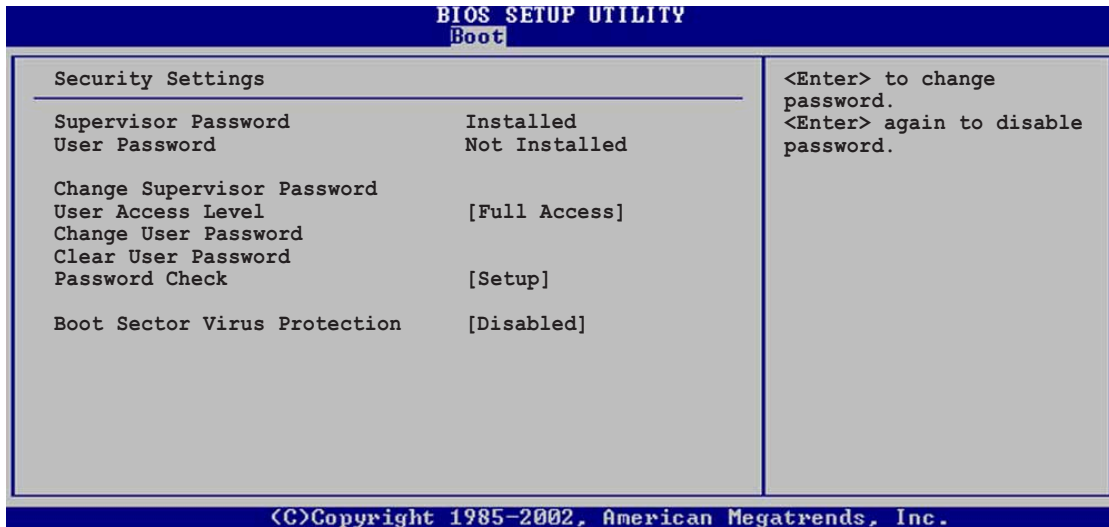 BIOS SETUP UTILITY
Boot
Security Settings
Supervisor Password Installed
User Password Not Installed
Change Supervisor Password
User Access Level [Full Access]
Change User Password
Clear User Password
Password Check [Setup]
Boot Sector Virus Protection [Disabled]
<Enter> to change
password.
<Enter> again to disable
password.
(C)Copyright 1985-2002, American Megatrends, Inc.